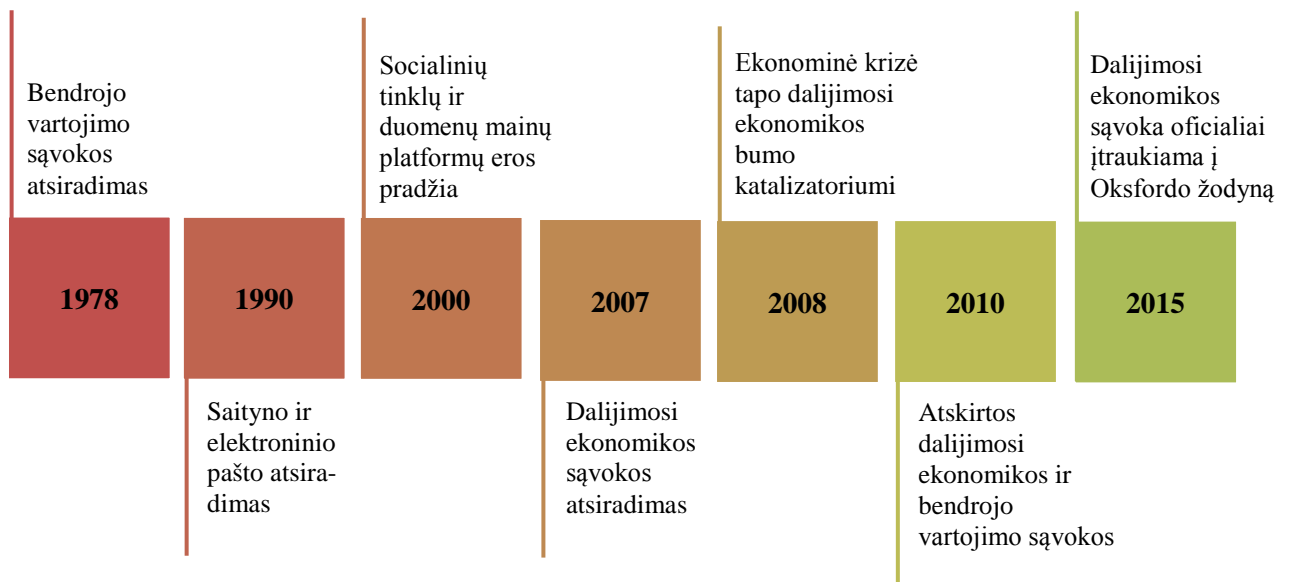 Bendrojo
vartojimo
sąvokos
atsiradimas
Socialinių
tinklų ir
duomenų mainų
platformų eros
pradžia
Ekonominė krizė
tapo dalijimosi
ekonomikos
bumo
katalizatoriumi
Dalijimosi
ekonomikos
sąvoka oficialiai
įtraukiama į
Oksfordo žodyną
1978
1990
2000
2007
2008
2010
2015
Saityno ir
elektroninio
pašto atsira-
dimas
Dalijimosi
ekonomikos
sąvokos
atsiradimas
Atskirtos
dalijimosi
ekonomikos ir
bendrojo
vartojimo sąvokos